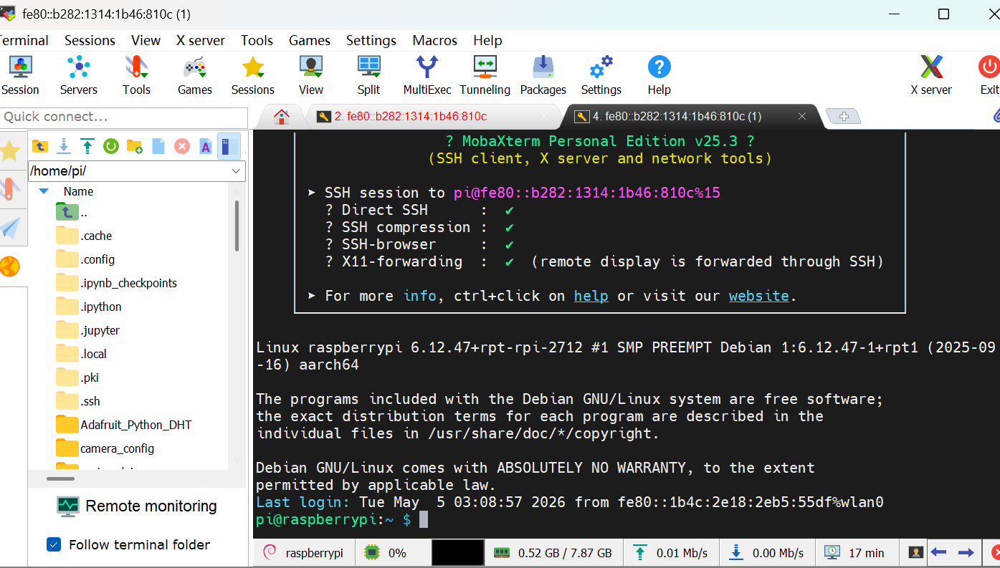 fe80::b282:1314:1b46:810c (1)
Terminal Sessions View X server Tools Games Settings Macros Help
Session Servers Tools Games Sessions View Split MultiExec Tunneling Packages Settings Help X server Exit
Quick connect...
2. fe80::b282:1314:1b46:810c
4. fe80::b282:1314:1b46:810c (1)
/home/pi/
Name
..
.cache
.config
.ipynb_checkpoints
.ipython
.jupyter
.local
.pki
.ssh
Adafruit_Python_DHT
camera_config
Remote monitoring
Follow terminal folder
? MobaXterm Personal Edition v25.3 ?
(SSH client, X server and network tools)
➤ SSH session to pi@fe80::b282:1314:1b46:810c%15
? Direct SSH : ✔
? SSH compression : ✔
? SSH-browser : ✔
? X11-forwarding : ✔ (remote display is forwarded through SSH)
➤ For more info, ctrl+click on help or visit our website.
Linux raspberrypi 6.12.47+rpt-rpi-2712 #1 SMP PREEMPT Debian 1:6.12.47-1+rpt1 (2025-09
-16) aarch64
The programs included with the Debian GNU/Linux system are free software;
the exact distribution terms for each program are described in the
individual files in /usr/share/doc/*/copyright.
Debian GNU/Linux comes with ABSOLUTELY NO WARRANTY, to the extent
permitted by applicable law.
Last login: Tue May  5 03:08:57 2026 from fe80::1b4c:2e18:2eb5:55df%wlan0
pi@raspberrypi:~ $
raspberrypi 0% 0.52 GB / 7.87 GB 0.01 Mb/s 0.00 Mb/s 17 min